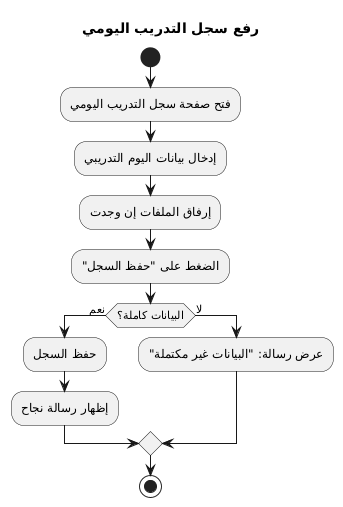 رفع سجل التدريب اليومي
فتح صفحة سجل التدريب اليومي
إدخال بيانات اليوم التدريبي
إرفاق الملفات إن وجدت
الضغط على "حفظ السجل"
البيانات كاملة؟
نعم
لا
حفظ السجل
عرض رسالة: "البيانات غير مكتملة"
إظهار رسالة نجاح